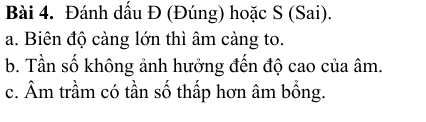 Bài 4. Đánh dấu Đ (Đúng) hoặc S (Sai).
a. Biên độ càng lớn thì âm càng to.
b. Tần số không ảnh hưởng đến độ cao của âm.
c. Âm trầm có tần số thấp hơn âm bổng.